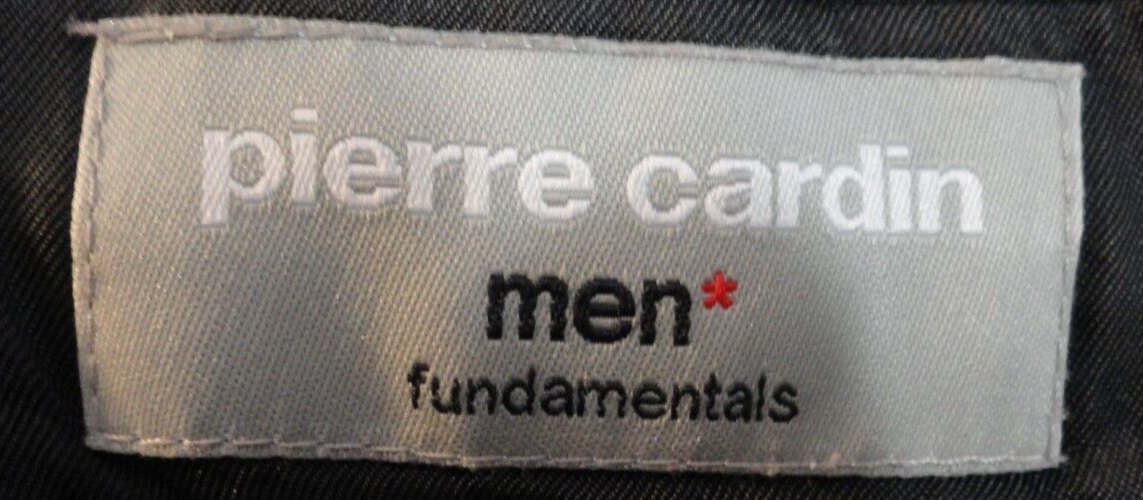 pierre cardin
men*
fundamentals